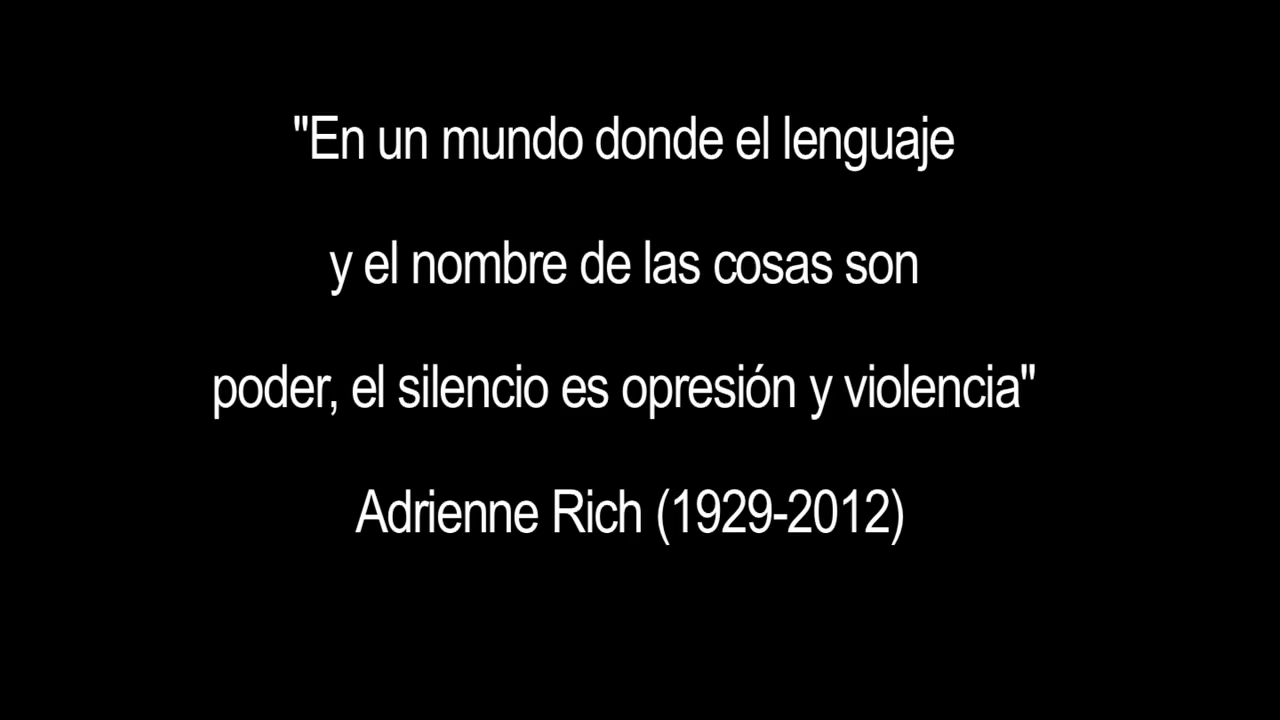 "En un mundo donde el lenguaje
y el nombre de las cosas son
poder, el silencio es opresión y violencia"
Adrienne Rich (1929-2012)